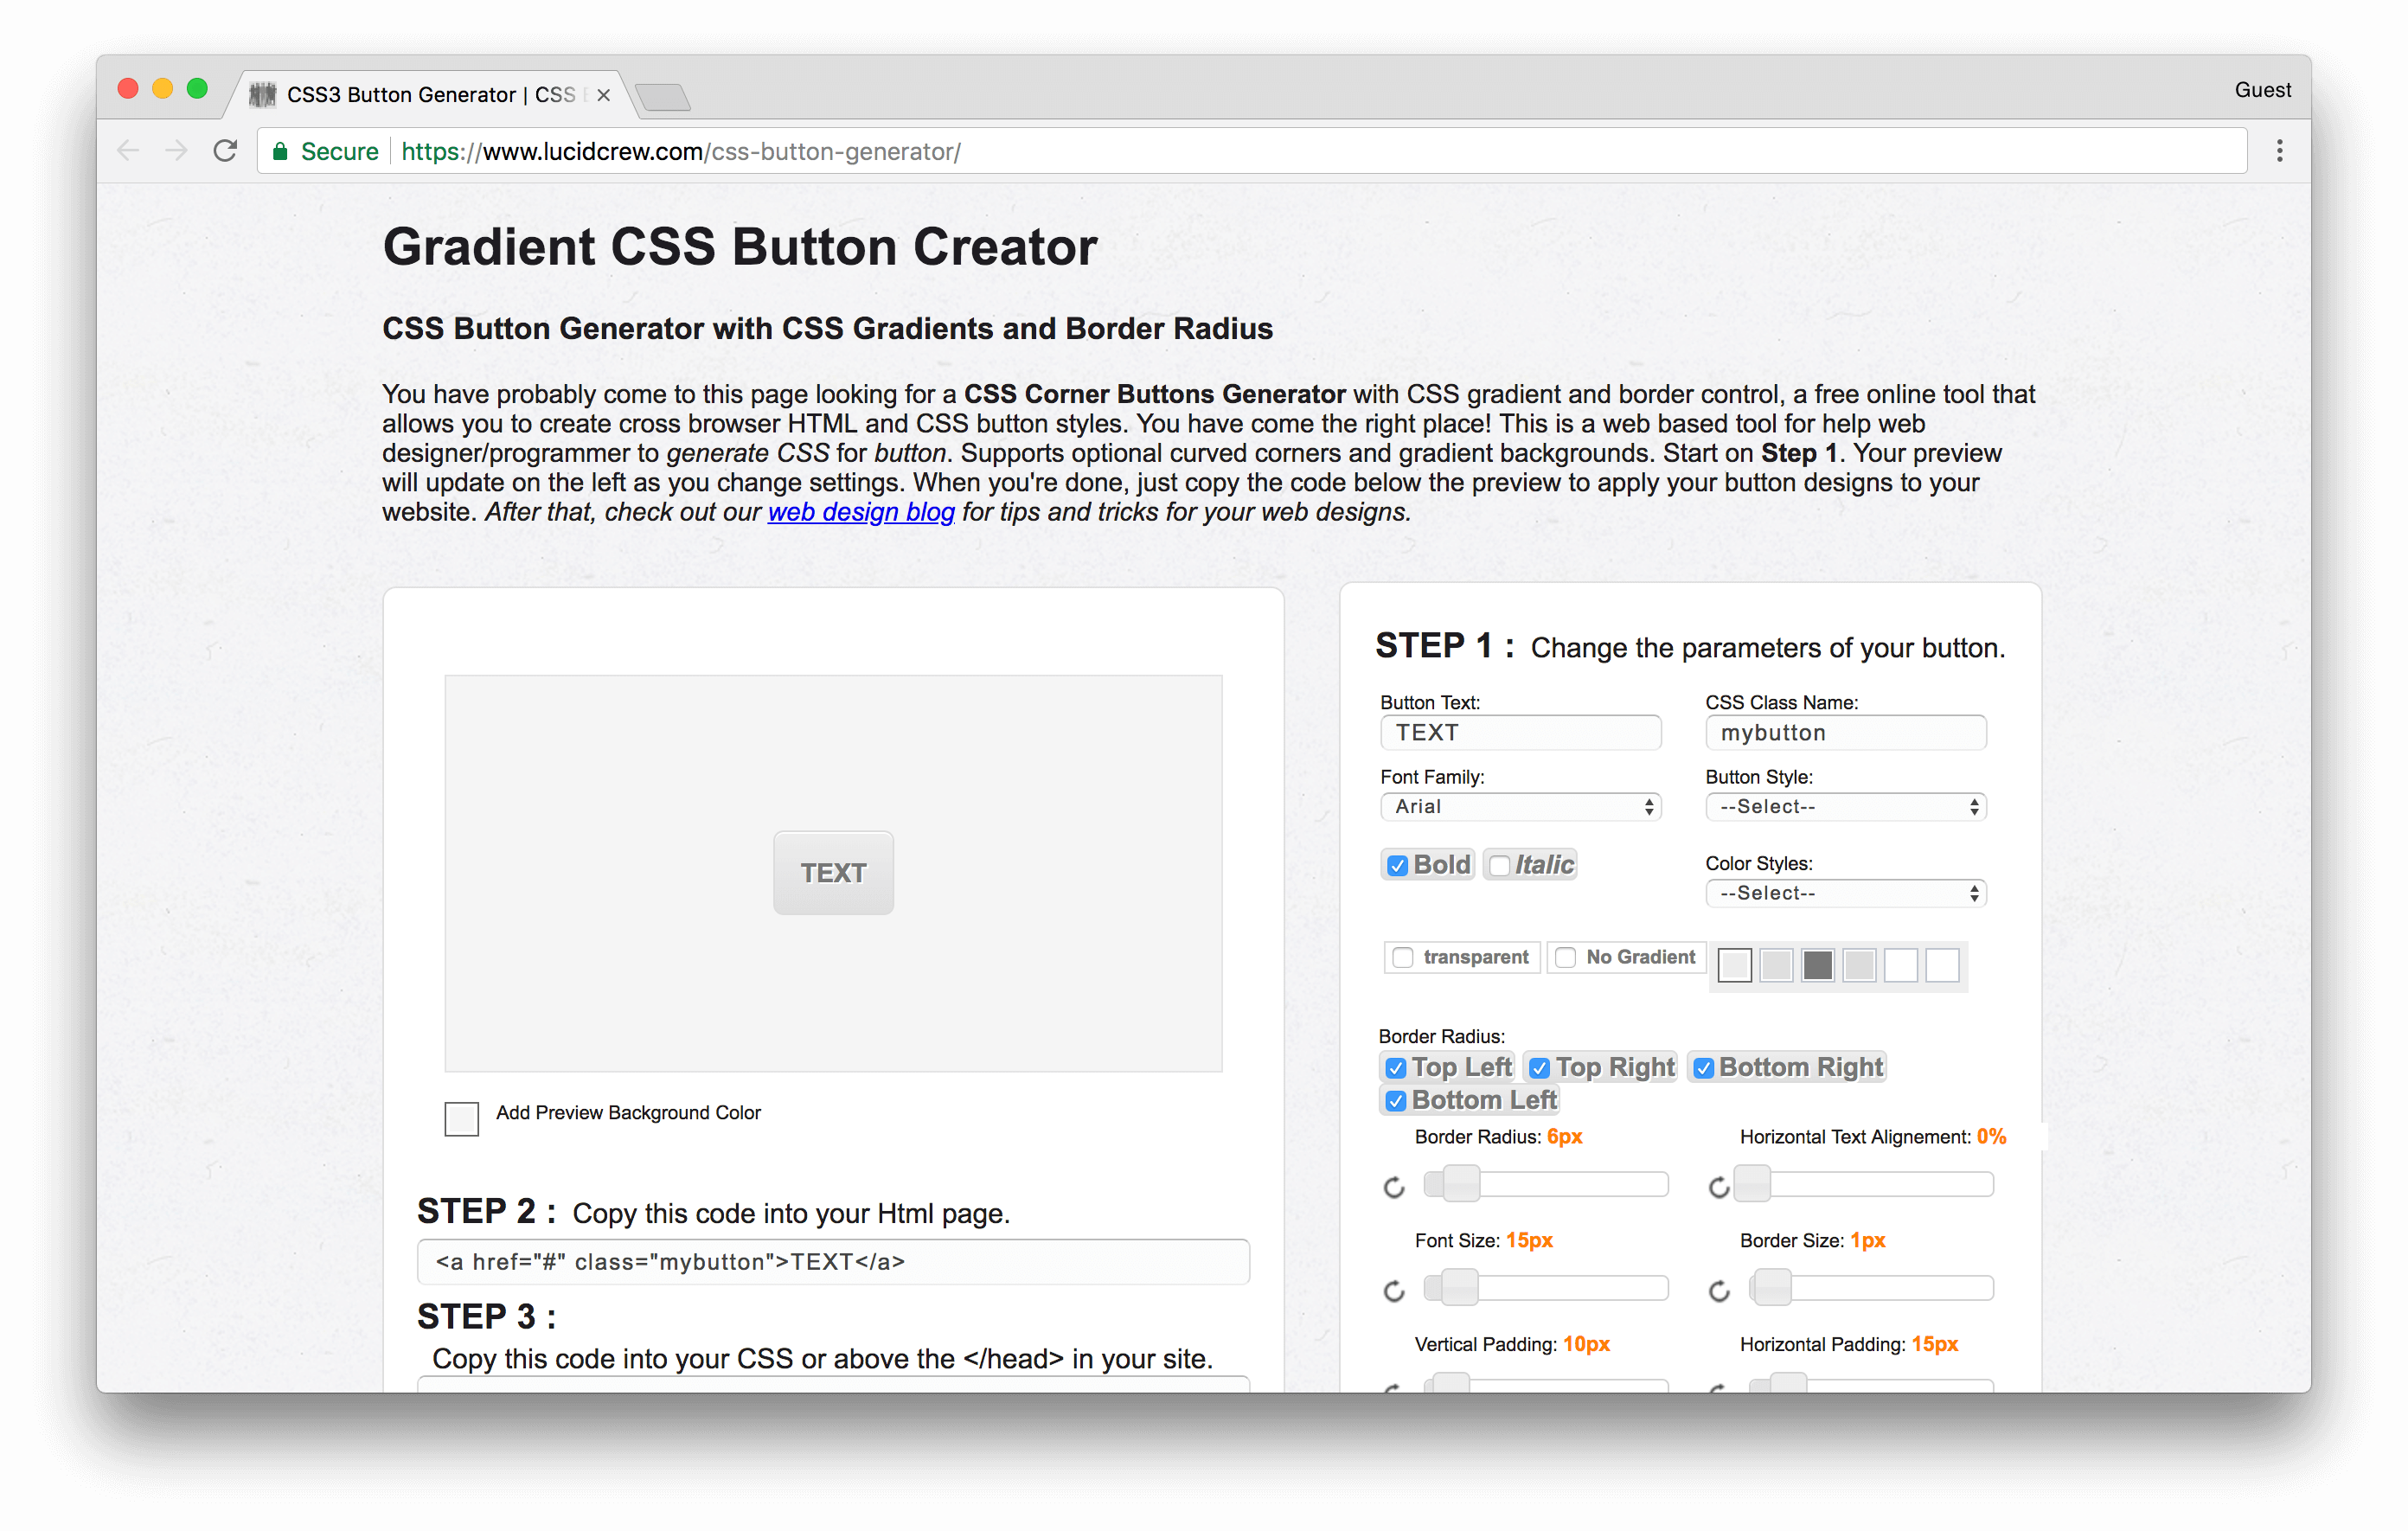 CSS3 Button Generator | CSS
Guest
Secure https://www.lucidcrew.com/css-button-generator/
Gradient CSS Button Creator
CSS Button Generator with CSS Gradients and Border Radius
You have probably come to this page looking for a CSS Corner Buttons Generator with CSS gradient and border control, a free online tool that
allows you to create cross browser HTML and CSS button styles. You have come the right place! This is a web based tool for help web
designer/programmer to generate CSS for button. Supports optional curved corners and gradient backgrounds. Start on Step 1. Your preview
will update on the left as you change settings. When you're done, just copy the code below the preview to apply your button designs to your
website. After that, check out our web design blog for tips and tricks for your web designs.
TEXT
Add Preview Background Color
STEP 2 : Copy this code into your Html page.
<a href="#" class="mybutton">TEXT</a>
STEP 3 :
Copy this code into your CSS or above the </head> in your site.
STEP 1 : Change the parameters of your button.
Button Text: CSS Class Name:
TEXT mybutton
Font Family: Button Style:
Arial --Select--
Bold Italic Color Styles:
--Select--
transparent No Gradient
Border Radius:
Top Left Top Right Bottom Right
Bottom Left
Border Radius: 6px Horizontal Text Alignement: 0%
Font Size: 15px Border Size: 1px
Vertical Padding: 10px Horizontal Padding: 15px